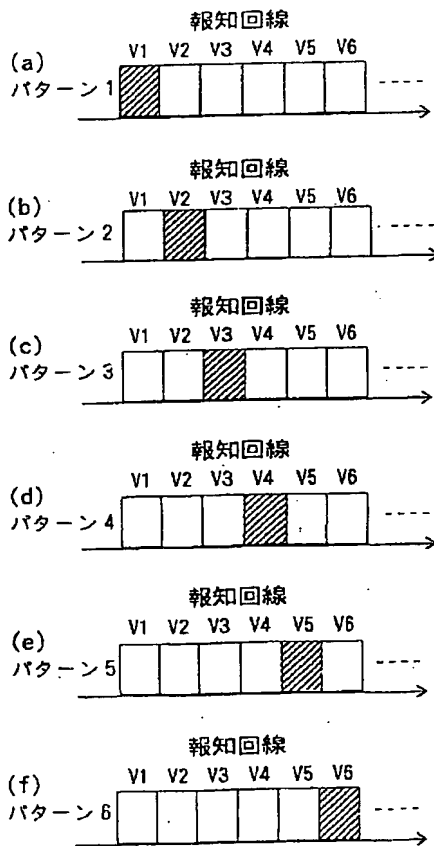 報知回線
V1 V2 V3 V4 V5 V6
(a)
パターン1
報知回線
V1 V2 V3 V4 V5 V6
(b)
パターン2
報知回線
V1 V2 V3 V4 V5 V6
(c)
パターン3
報知回線
V1 V2 V3 V4 V5 V6
(d)
パターン4
報知回線
V1 V2 V3 V4 V5 V6
(e)
パターン5
報知回線
V1 V2 V3 V4 V5 V6
(f)
パターン6